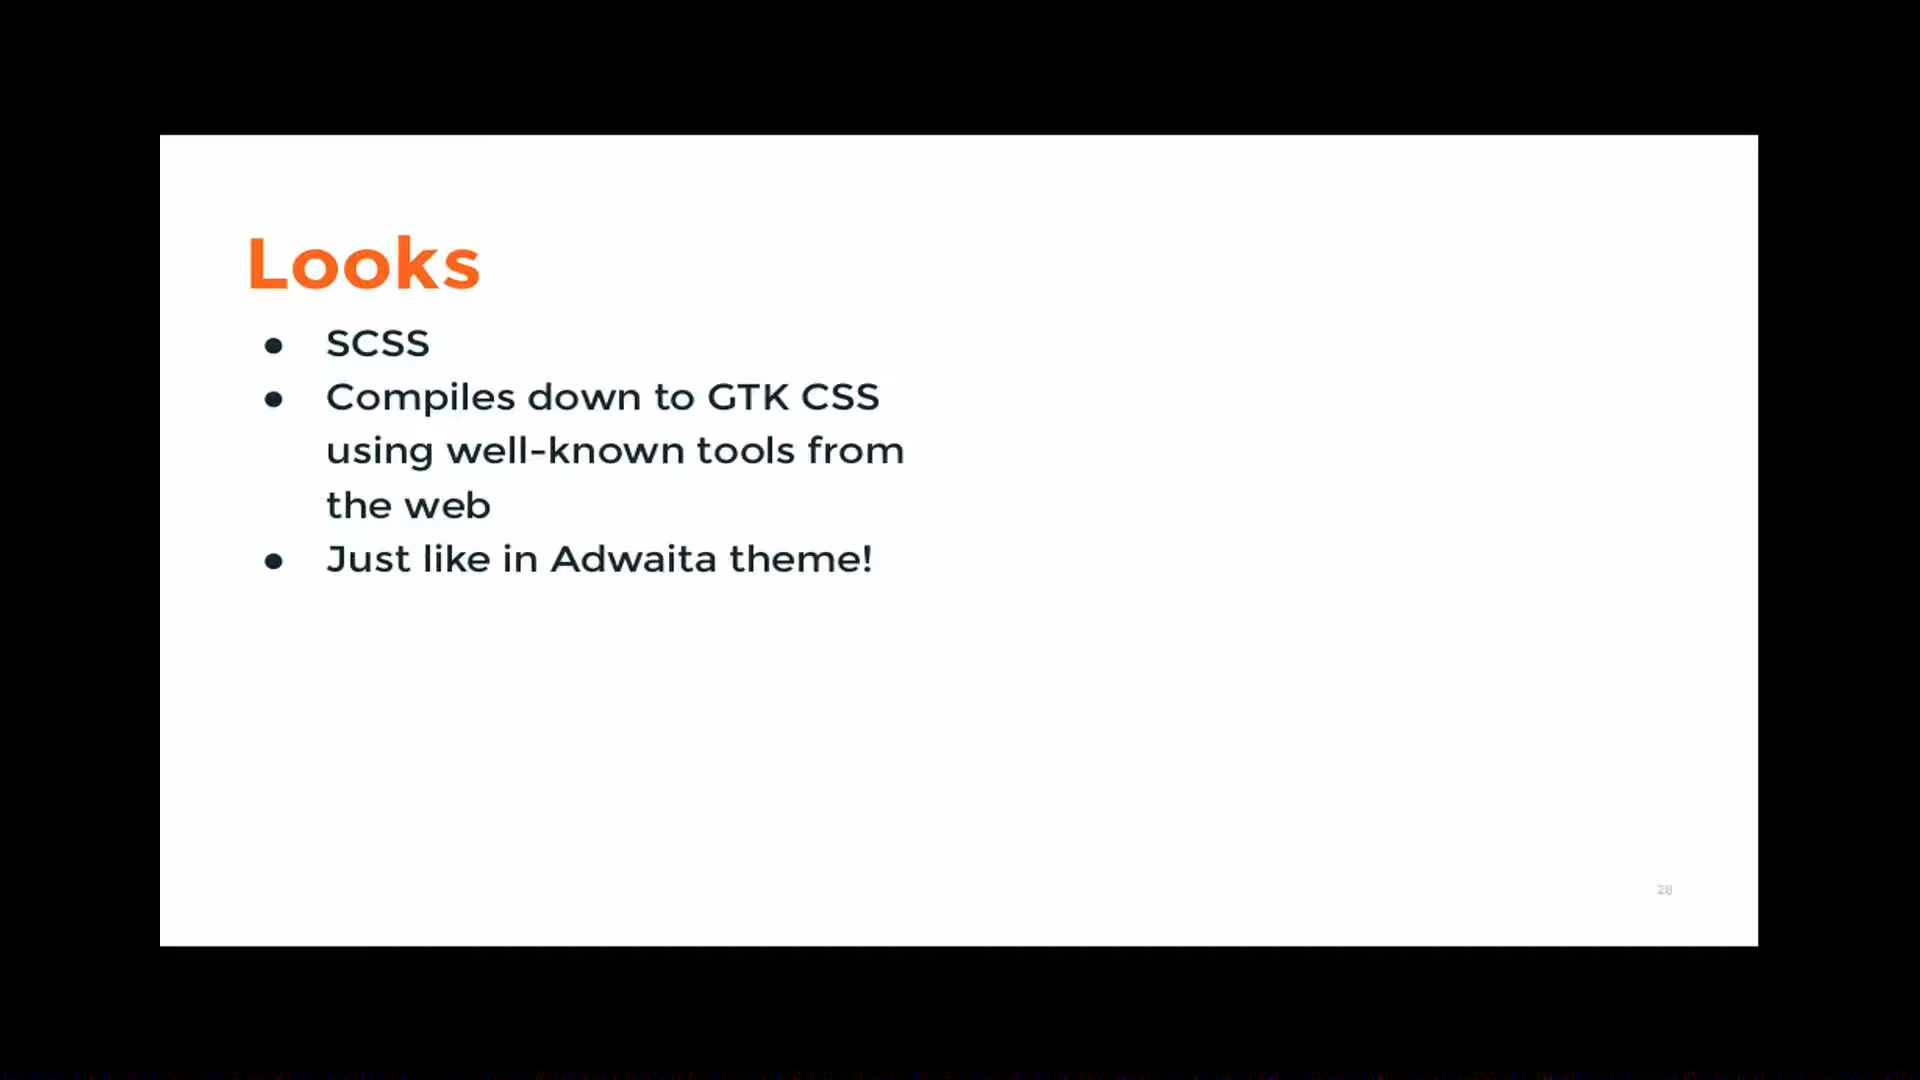 Looks
● SCSS
● Compiles down to GTK CSS
using well-known tools from
the web
● Just like in Adwaita theme!
28